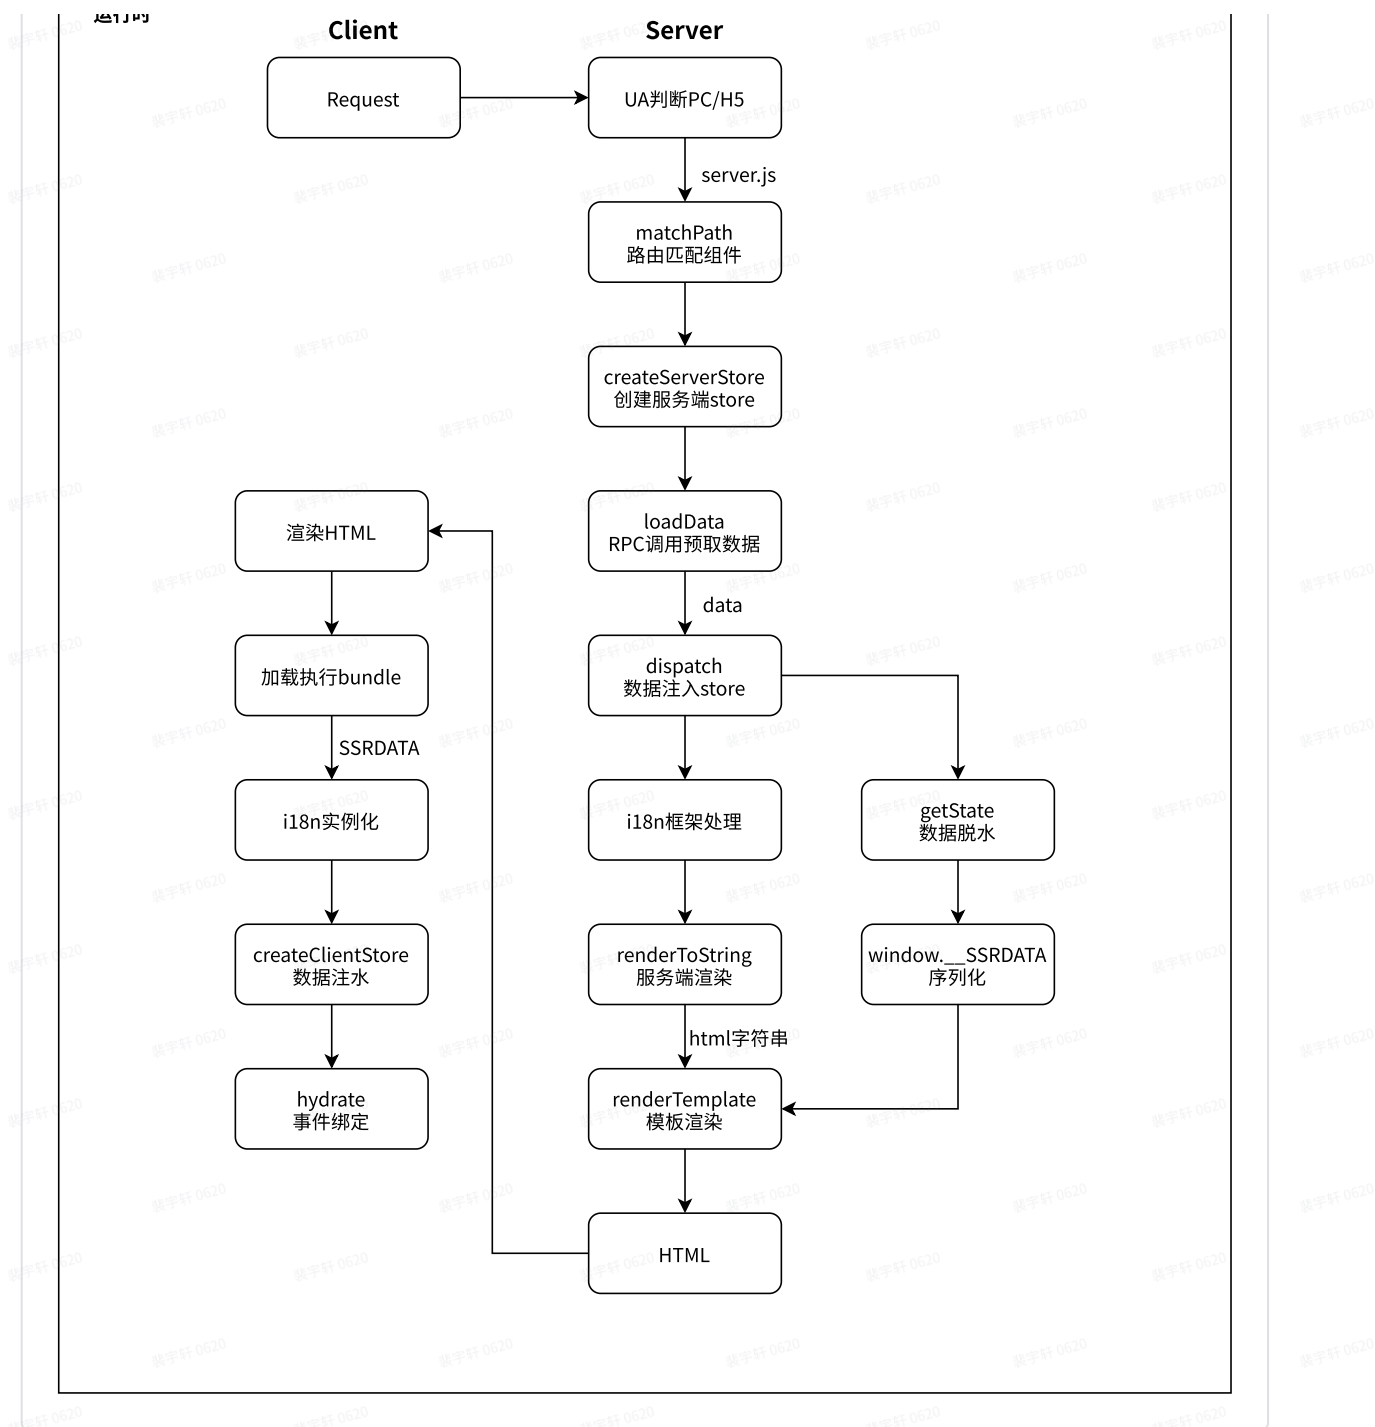 运行时
Client
Server
Request
UA判断PC/H5
server.js
matchPath
路由匹配组件
createServerStore
创建服务端store
loadData
RPC调用预取数据
data
dispatch
数据注入store
i18n框架处理
getState
数据脱水
renderToString
服务端渲染
window.__SSRDATA
序列化
html字符串
renderTemplate
模板渲染
HTML
渲染HTML
加载执行bundle
SSRDATA
i18n实例化
createClientStore
数据注水
hydrate
事件绑定